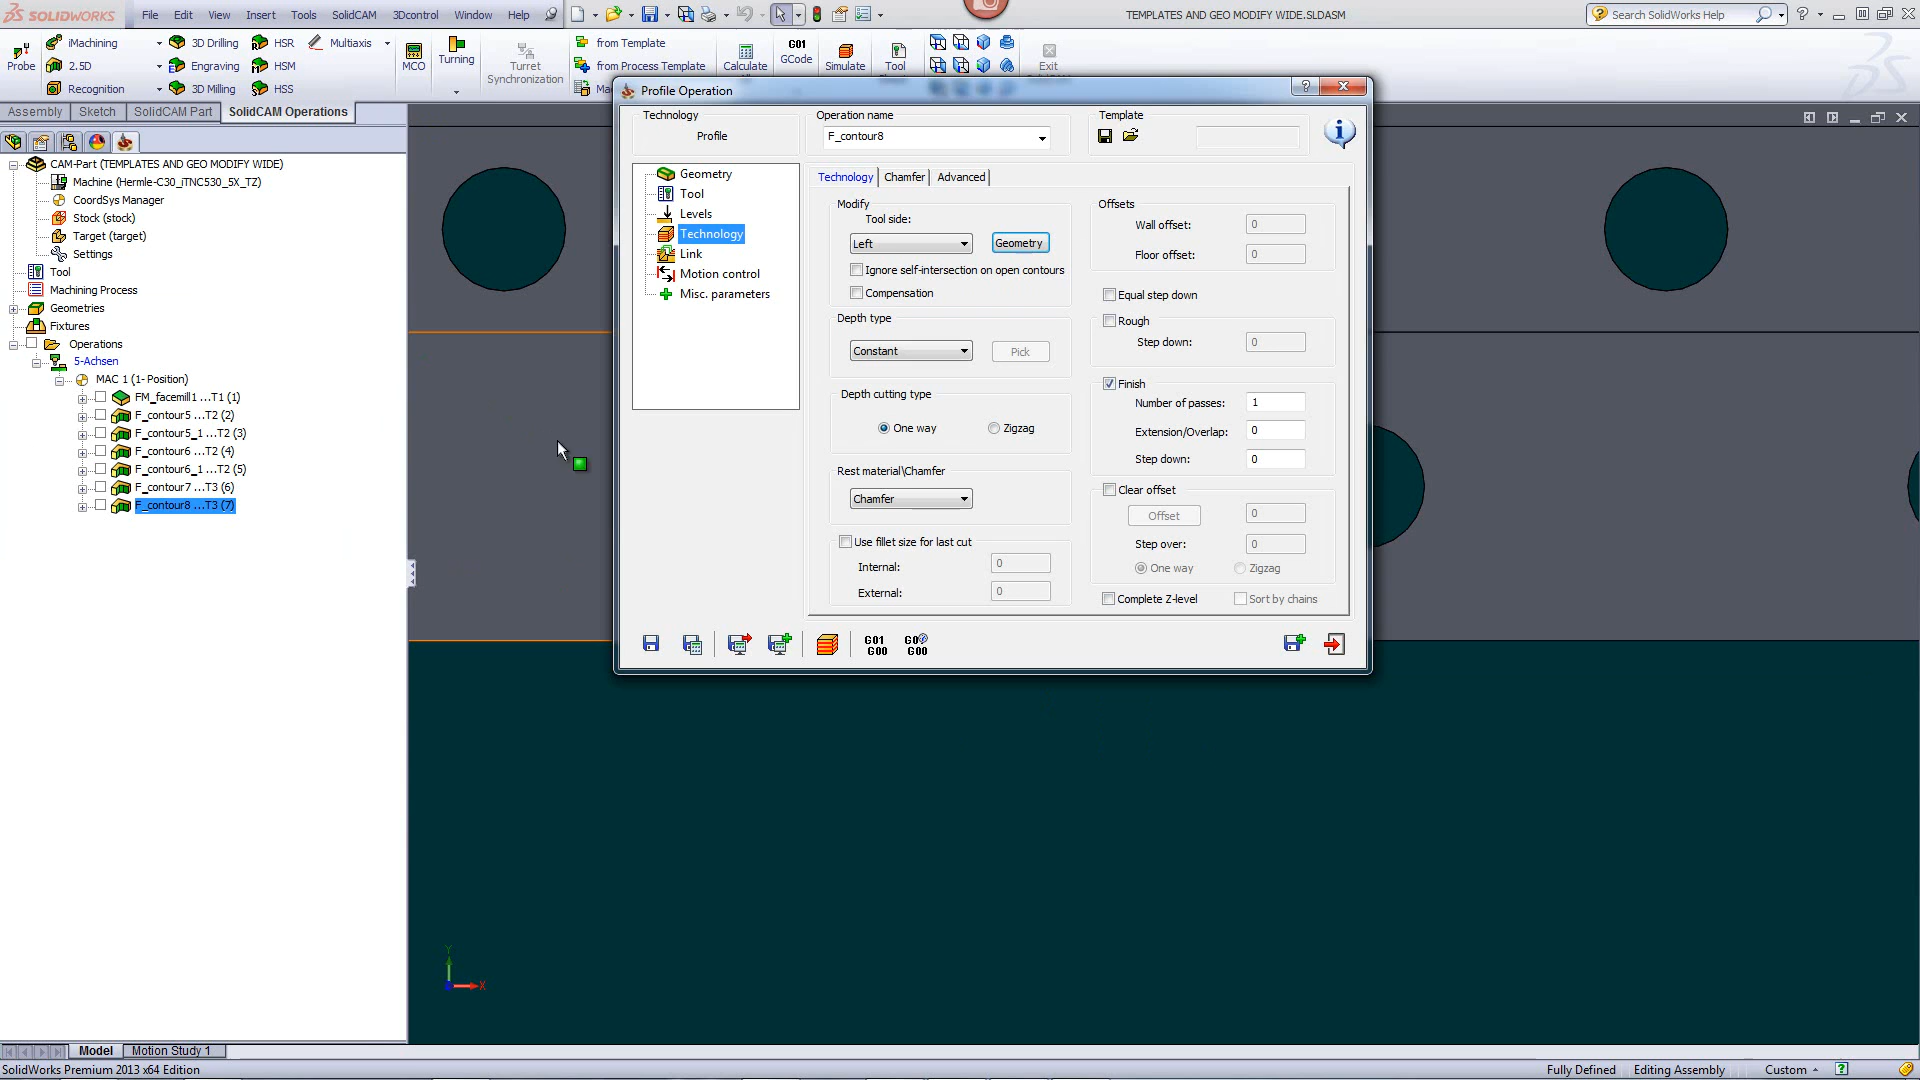 SOLIDWORKS File Edit View Insert Tools SolidCAM 3Dcontrol Window Help TEMPLATES AND GEO MODIFY WIDE.SLDASM Search SolidWorks Help
iMachining 3D Drilling HSR Multiaxis from Template
Probe 2.5D Engraving HSM MCO Turning Turret Synchronization from Process Template Calculate GCode Simulate Tool Exit
Recognition 3D Milling HSS
Assembly Sketch SolidCAM Part SolidCAM Operations
CAM-Part (TEMPLATES AND GEO MODIFY WIDE)
Machine (Hermle-C30_iTNC530_5X_TZ)
CoordSys Manager
Stock (stock)
Target (target)
Settings
Tool
Machining Process
Geometries
Fixtures
Operations
5-Achsen
MAC 1 (1- Position)
FM_facemill1 ...T1 (1)
F_contour5 ...T2 (2)
F_contour5_1 ...T2 (3)
F_contour6 ...T2 (4)
F_contour6_1 ...T2 (5)
F_contour7 ...T3 (6)
F_contour8 ...T3 (7)
Profile Operation
Technology
Profile
Operation name
F_contour8
Template
Geometry
Tool
Levels
Technology
Link
Motion control
Misc. parameters
Technology Chamfer Advanced
Modify
Tool side:
Left Geometry
Ignore self-intersection on open contours
Compensation
Depth type
Constant Pick
Depth cutting type
One way Zigzag
Rest material\Chamfer
Chamfer
Use fillet size for last cut
Internal: 0
External: 0
Offsets
Wall offset: 0
Floor offset: 0
Equal step down
Rough
Step down: 0
Finish
Number of passes: 1
Extension/Overlap: 0
Step down: 0
Clear offset
Offset 0
Step over: 0
One way Zigzag
Complete Z-level Sort by chains
G01 G00
G00
Y
X
Model Motion Study 1
SolidWorks Premium 2013 x64 Edition Fully Defined Editing Assembly Custom